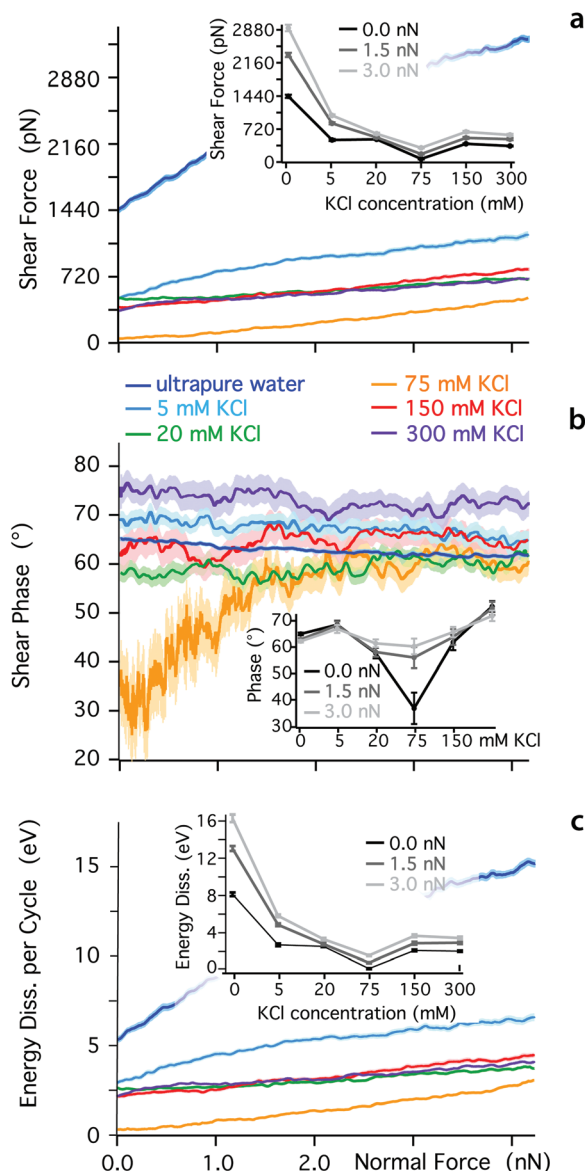 a
Shear Force (pN)
2880
2160
1440
720
0
Shear Force (pN)
2880
2160
1440
720
0
0.0 nN
1.5 nN
3.0 nN
0 5 20 75 150 300
KCl concentration (mM)
ultrapure water
5 mM KCl
20 mM KCl
75 mM KCl
150 mM KCl
300 mM KCl
b
Shear Phase (°)
80
70
60
50
40
30
20
Phase (°)
70
60
50
40
30
0.0 nN
1.5 nN
3.0 nN
0 5 20 75 150 mM KCl
c
Energy Diss. per Cycle (eV)
15
10
5
0
Energy Diss. (eV)
16
12
8
4
0
0.0 nN
1.5 nN
3.0 nN
0 5 20 75 150 300
KCl concentration (mM)
0.0 1.0 2.0 Normal Force (nN)